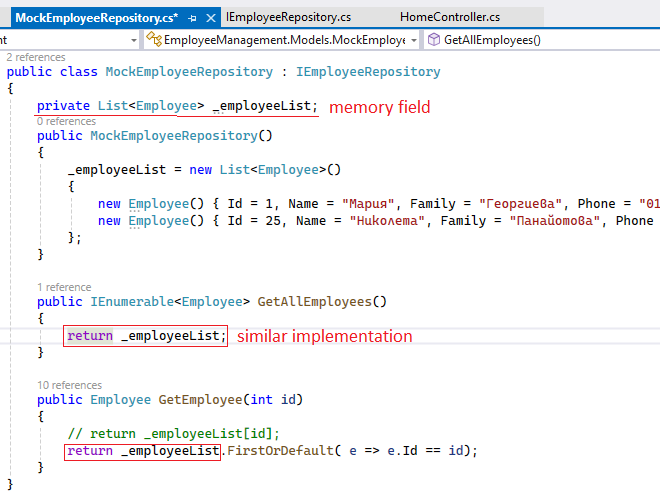 MockEmployeeRepository.cs* IEmployeeRepository.cs HomeController.cs
nt EmployeeManagement.Models.MockEmploye GetAllEmployees()
2 references
public class MockEmployeeRepository : IEmployeeRepository
{
private List<Employee> _employeeList; memory field
0 references
public MockEmployeeRepository()
{
_employeeList = new List<Employee>()
{
new Employee() { Id = 1, Name = "Мария", Family = "Георгиева", Phone = "01
new Employee() { Id = 25, Name = "Николета", Family = "Панайотова", Phone
};
}
1 reference
public IEnumerable<Employee> GetAllEmployees()
{
return _employeeList; similar implementation
}
10 references
public Employee GetEmployee(int id)
{
// return _employeeList[id];
return _employeeList.FirstOrDefault( e => e.Id == id);
}
}